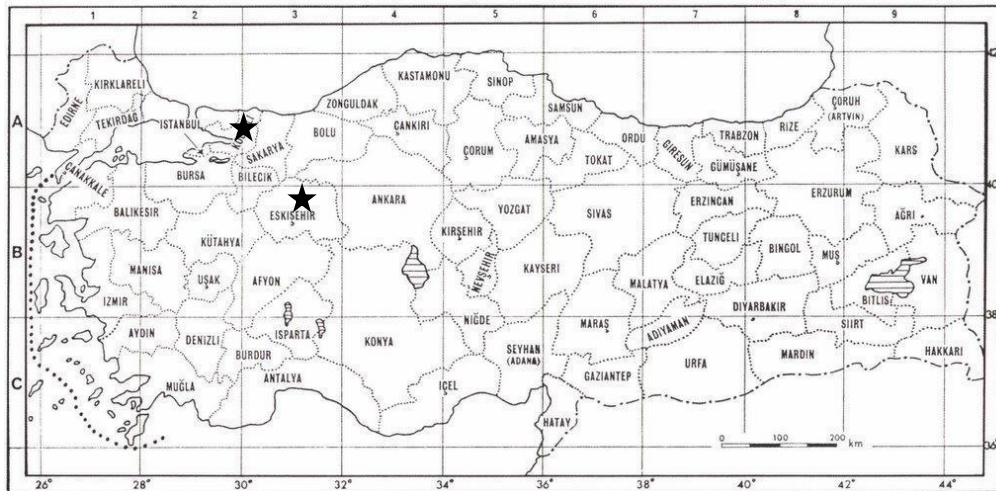 1 2 3 4 5 6 7 8 9
42°
KASTAMONU SINOP
KIRKLARELI
ZONGULDAK SAMSUN ÇORUH
(ARTVIN)
EDIRNE
A TEKIRDAĞ ISTANBUL BOLU ÇANKIRI AMASYA ORDU GIRESUN TRABZON RIZE A
SAKARYA ÇORUM TOKAT GÜMÜŞANE KARS
ÇANAKKALE BURSA BILECIK
40°
BALIKESIR ESKIŞEHIR ANKARA YOZGAT SIVAS ERZINCAN ERZURUM AĞRI
KÜTAHYA KIRŞEHIR TUNCELI BINGOL MUŞ
B MANISA UŞAK AFYON NEVŞEHIR KAYSERI MALATYA ELAZIĞ VAN B
IZMIR DIYARBAKIR BITLIS
38°
AYDIN DENIZLI ISPARTA KONYA NIĞDE MARAŞ ADIYAMAN SIIRT
BURDUR SEYHAN
(ADANA)
URFA MARDIN HAKKARI
C MUĞLA ANTALYA IÇEL GAZIANTEP C
HATAY
0 50 100 200
km
36°
26° 28° 30° 32° 34° 36° 38° 40° 42° 44°